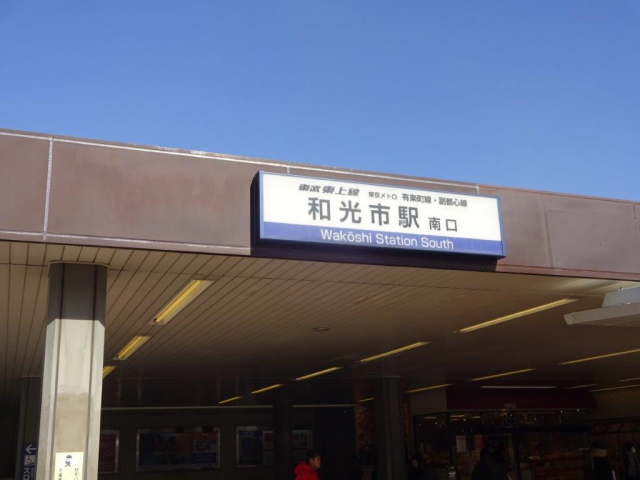 東武東上線 東京メトロ 有楽町線・副都心線
和光市駅 南口
Wakōshi Station South